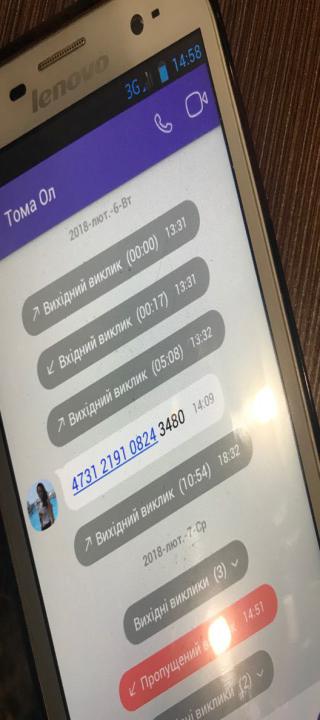 lenovo
3G 14:58
Тома Ол
2018-лют.-6-Вт
Вихідний виклик (00:00) 13:31
Вхідний виклик (00:17) 13:31
Вихідний виклик (05:08) 13:32
4731 2191 0824 3480 14:09
Вихідний виклик (10:54) 18:32
2018-лют.-7-Ср
Вихідні виклики (3)
Пропущений 14:51
виклики (2)